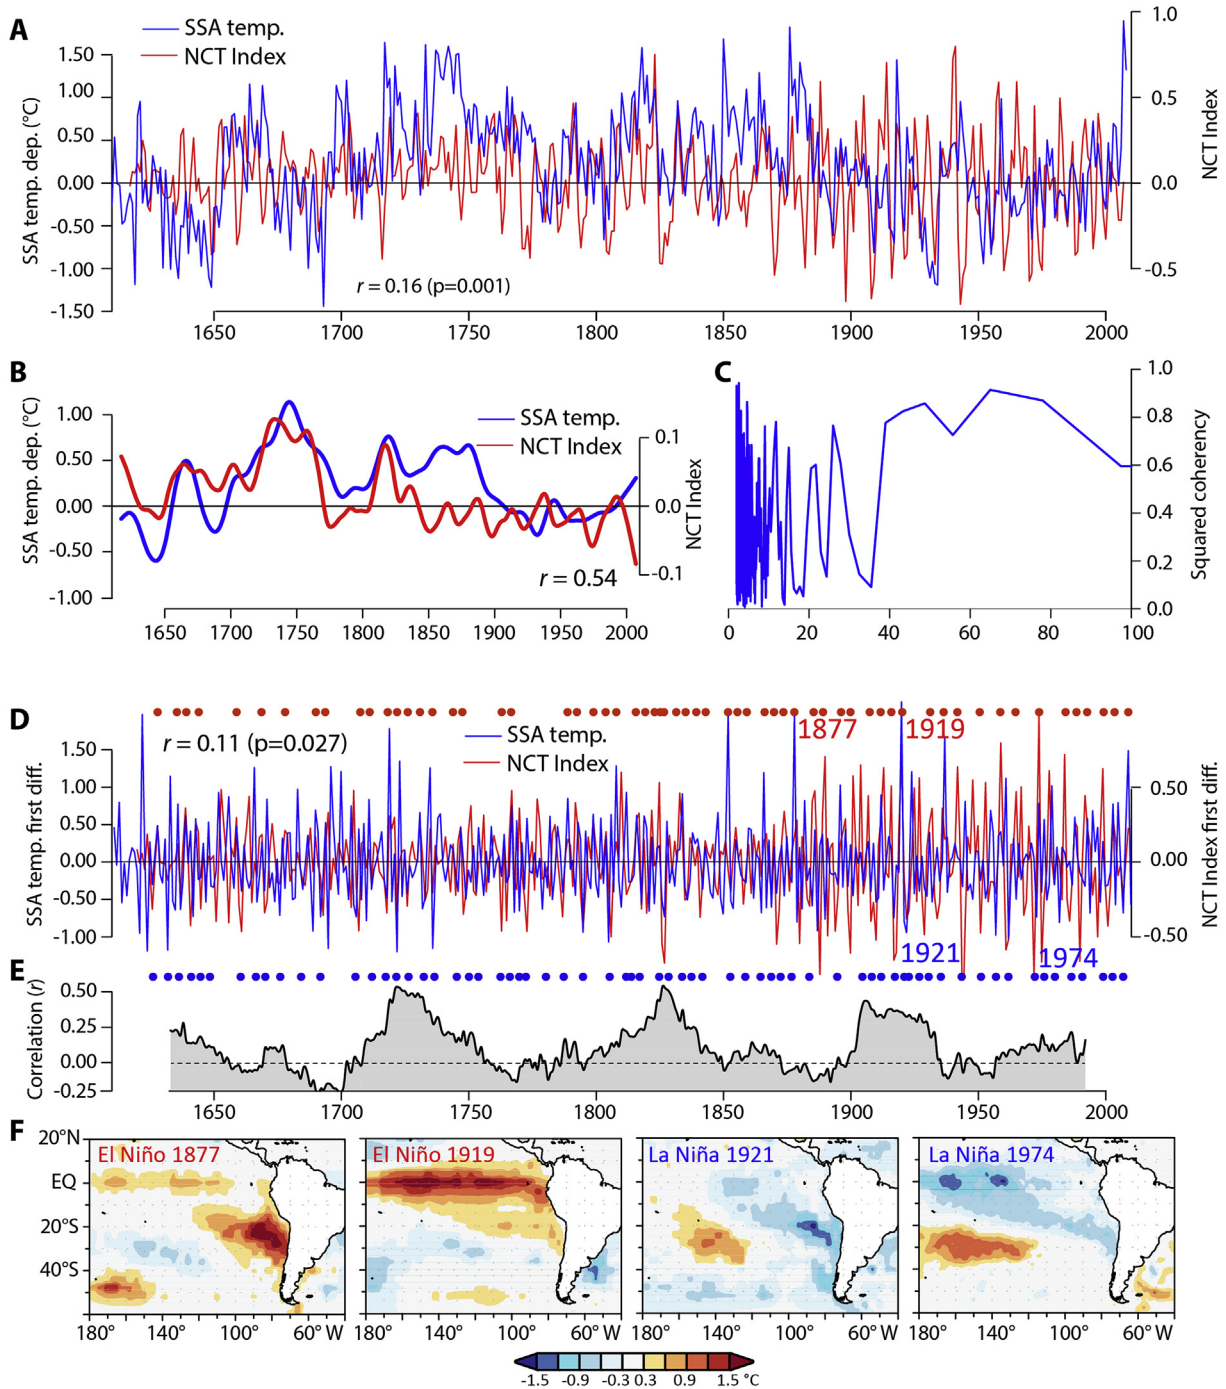 A
SSA temp.
NCT Index
1.50
1.00
0.50
0.00
-0.50
-1.00
-1.50
SSA temp. dep. (°C)
1.0
0.5
0.0
-0.5
NCT Index
r = 0.16 (p=0.001)
1650 1700 1750 1800 1850 1900 1950 2000
B
SSA temp.
NCT Index
1.00
0.50
0.00
-0.50
-1.00
SSA temp. dep. (°C)
0.1
0.0
-0.1
NCT Index
r = 0.54
1650 1700 1750 1800 1850 1900 1950 2000
C
1.0
0.8
0.6
0.4
0.2
0.0
Squared coherency
0 20 40 60 80 100
D
r = 0.11 (p=0.027)
SSA temp.
NCT Index
1877
1919
1.50
1.00
0.50
0.00
-0.50
-1.00
SSA temp. first diff.
0.50
0.00
-0.50
NCT Index first diff.
1921
1974
E
0.50
0.25
0.00
-0.25
Correlation (r)
1650 1700 1750 1800 1850 1900 1950 2000
F
20°N
EQ
20°S
40°S
El Niño 1877
El Niño 1919
La Niña 1921
La Niña 1974
180 140° 100° 60° W
180 140° 100° 60° W
180 140° 100° 60° W
180° 140° 100° 60° W
-1.5 -0.9 -0.3 0.3 0.9 1.5 °C